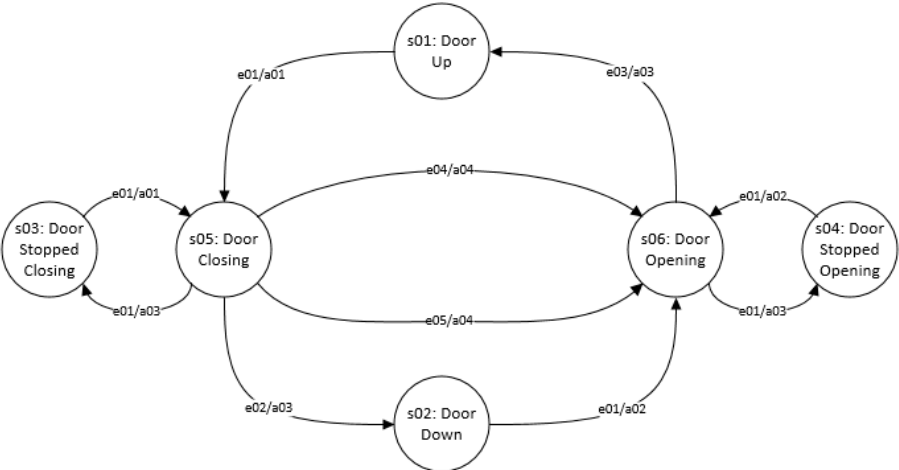 s01: Door
Up
e01/a01
e03/a03
e04/a04
e01/a01
e01/a02
s03: Door
Stopped
Closing
s05: Door
Closing
s06: Door
Opening
s04: Door
Stopped
Opening
e01/a03
e01/a03
e05/a04
e02/a03
e01/a02
s02: Door
Down